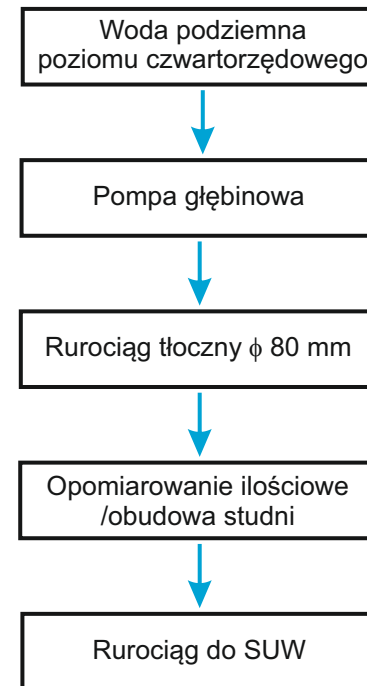 Woda podziemna
poziomu czwartorzędowego
Pompa głębinowa
Rurociąg tłoczny ϕ 80 mm
Opomiarowanie ilościowe
/obudowa studni
Rurociąg do SUW